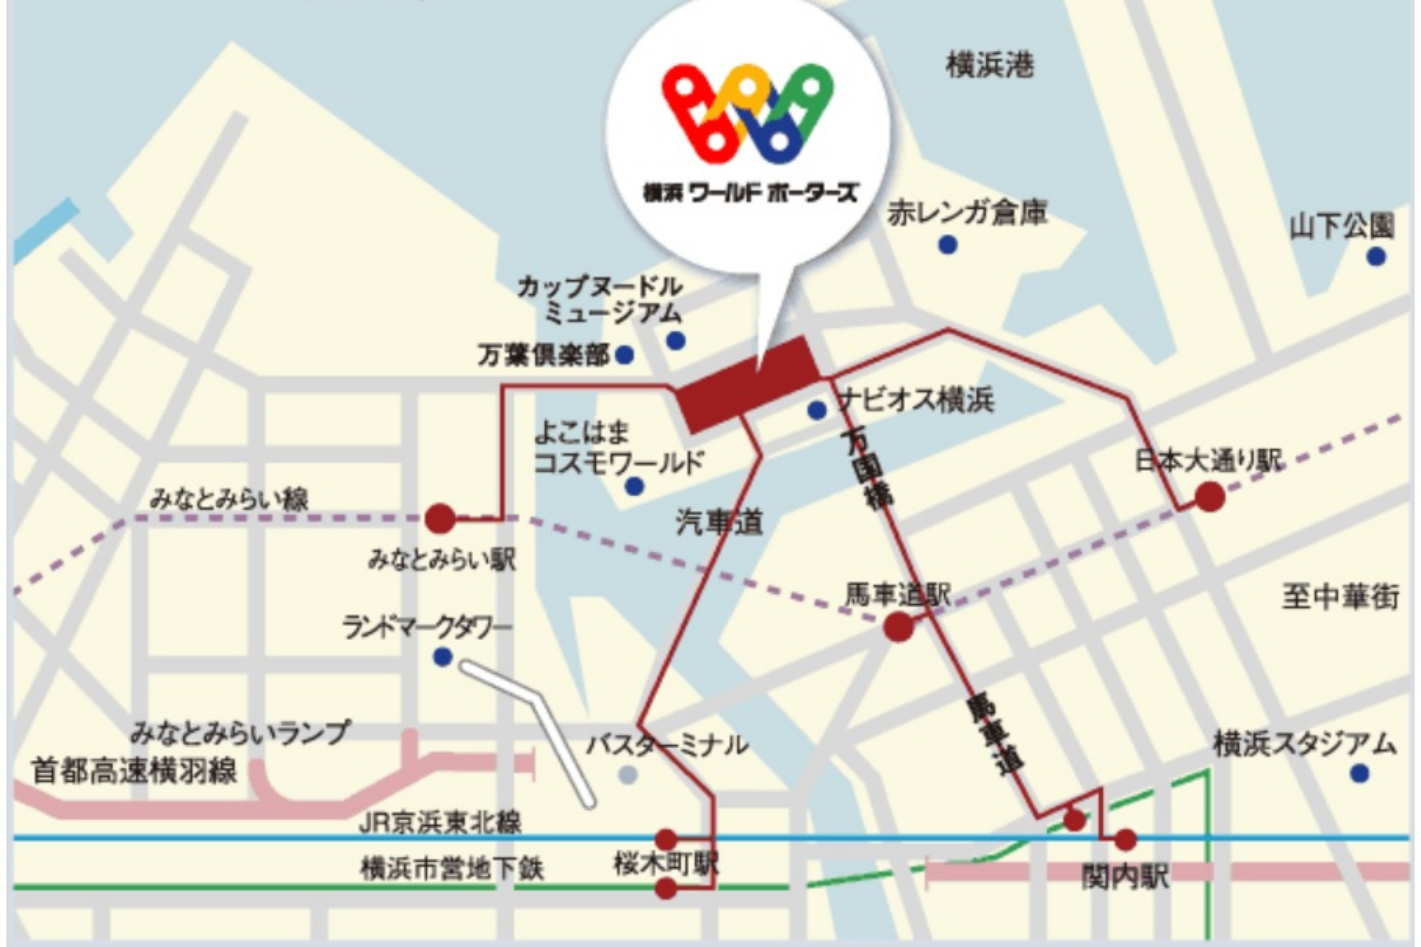 横浜港
横浜 ワールド ポーターズ
赤レンガ倉庫
山下公園
カップヌードル
ミュージアム
万葉倶楽部
ナビオス横浜
よこはま
コスモワールド
万国橋
日本大通り駅
みなとみらい線
汽車道
みなとみらい駅
馬車道駅
至中華街
ランドマークタワー
馬車道
みなとみらいランプ
バスターミナル
横浜スタジアム
首都高速横羽線
JR京浜東北線
桜木町駅
横浜市営地下鉄
関内駅